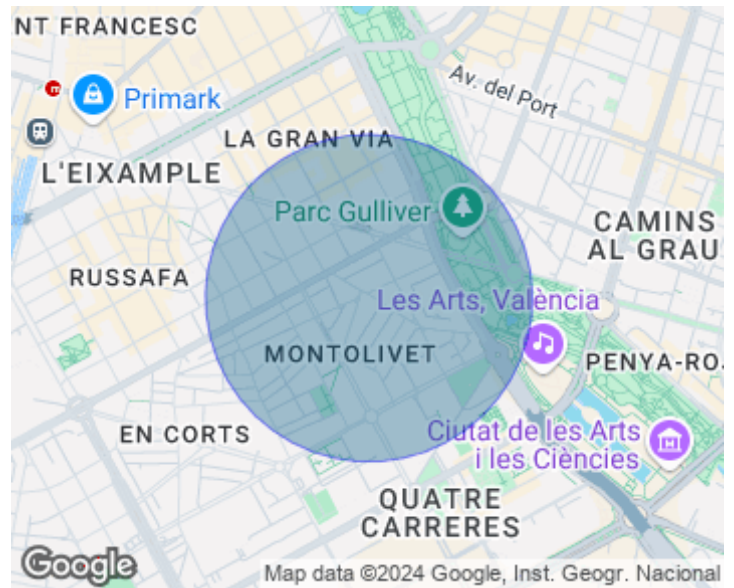 NT FRANCESC
Av. del Port
m
Primark
LA GRAN VIA
L'EIXAMPLE
Parc Gulliver
CAMINS
AL GRAU
RUSSAFA
Les Arts, València
MONTOLIVET
PENYA-RO
EN CORTS
Ciutat de les Arts
i les Ciències
QUATRE
CARRERES
Google
Map data ©2024 Google, Inst. Geogr. Nacional